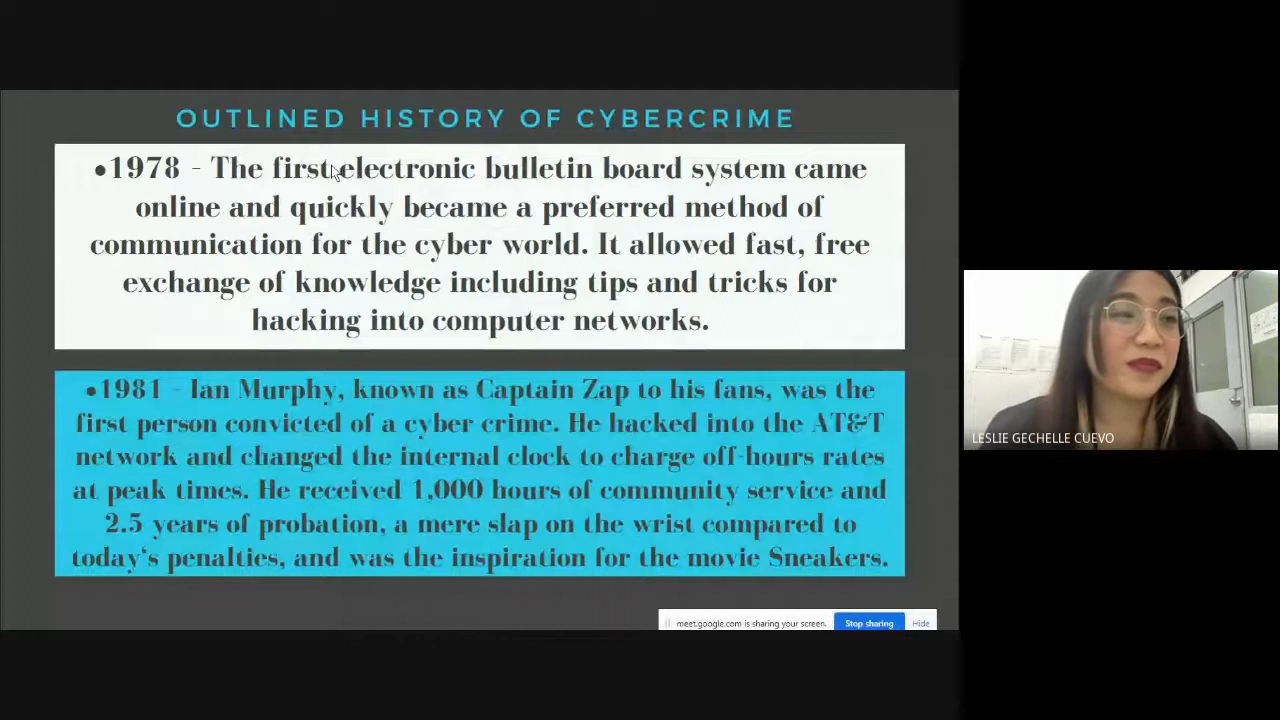 OUTLINED HISTORY OF CYBERCRIME
•1978 - The first electronic bulletin board system came
online and quickly became a preferred method of
communication for the cyber world. It allowed fast, free
exchange of knowledge including tips and tricks for
hacking into computer networks.
•1981 - Ian Murphy, known as Captain Zap to his fans, was the
first person convicted of a cyber crime. He hacked into the AT&T
network and changed the internal clock to charge off-hours rates
at peak times. He received 1,000 hours of community service and
2.5 years of probation, a mere slap on the wrist compared to
today‘s penalties, and was the inspiration for the movie Sneakers.
meet.google.com is sharing your screen. Stop sharing Hide
LESLIE GECHELLE CUEVO